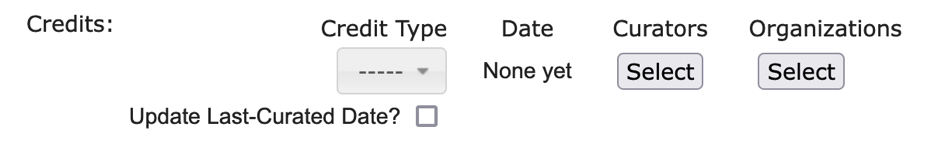 Credits:
Credit Type Date Curators Organizations
----- None yet Select Select
Update Last-Curated Date?